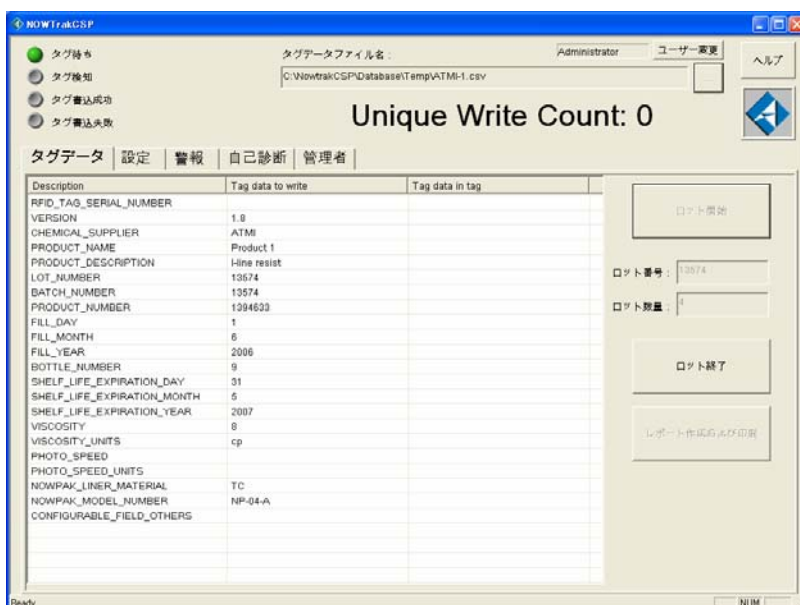 NOWTrakCSP
タグ待ち
タグ検知
タグ書込成功
タグ書込失敗
タグデータファイル名 :
C:\NowtrakCSP\Database\Temp\ATMI-1.csv
Administrator
ユーザー変更
ヘルプ
Unique Write Count: 0
タグデータ 設定 警報 自己診断 管理者
Description Tag data to write Tag data in tag
RFID_TAG_SERIAL_NUMBER
VERSION 1.8
CHEMICAL_SUPPLIER ATMI
PRODUCT_NAME Product 1
PRODUCT_DESCRIPTION I-line resist
LOT_NUMBER 13574
BATCH_NUMBER 13574
PRODUCT_NUMBER 1394633
FILL_DAY 1
FILL_MONTH 6
FILL_YEAR 2006
BOTTLE_NUMBER 9
SHELF_LIFE_EXPIRATION_DAY 31
SHELF_LIFE_EXPIRATION_MONTH 5
SHELF_LIFE_EXPIRATION_YEAR 2007
VISCOSITY 8
VISCOSITY_UNITS cp
PHOTO_SPEED
PHOTO_SPEED_UNITS
NOWPAK_LINER_MATERIAL TC
NOWPAK_MODEL_NUMBER NP-04-A
CONFIGURABLE_FIELD_OTHERS
ロット開始
ロット番号 : 13574
ロット数量 : 4
ロット終了
レポート作成および印刷
Ready NUM